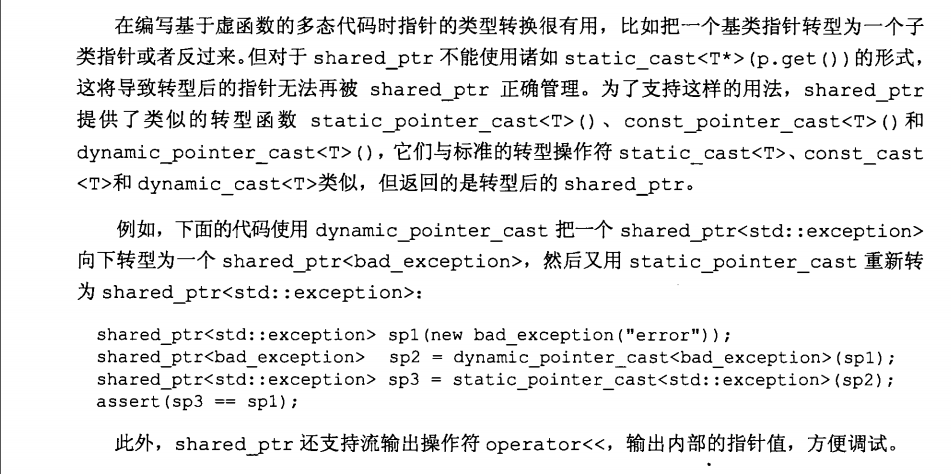 在编写基于虚函数的多态代码时指针的类型转换很有用，比如把一个基类指针转型为一个子
类指针或者反过来。但对于 shared_ptr 不能使用诸如 static_cast<T*>(p.get())的形式，
这将导致转型后的指针无法再被 shared_ptr 正确管理。为了支持这样的用法，shared_ptr
提供了类似的转型函数 static_pointer_cast<T>()、const_pointer_cast<T>()和
dynamic_pointer_cast<T>()，它们与标准的转型操作符 static_cast<T>、const_cast
<T>和 dynamic_cast<T>类似，但返回的是转型后的 shared_ptr。
例如，下面的代码使用 dynamic_pointer_cast 把一个 shared_ptr<std::exception>
向下转型为一个 shared_ptr<bad_exception>，然后又用 static_pointer_cast 重新转
为 shared_ptr<std::exception>：
shared_ptr<std::exception> sp1(new bad_exception("error"));
shared_ptr<bad_exception>  sp2 = dynamic_pointer_cast<bad_exception>(sp1);
shared_ptr<std::exception> sp3 = static_pointer_cast<std::exception>(sp2);
assert(sp3 == sp1);
此外，shared_ptr 还支持流输出操作符 operator<<，输出内部的指针值，方便调试。